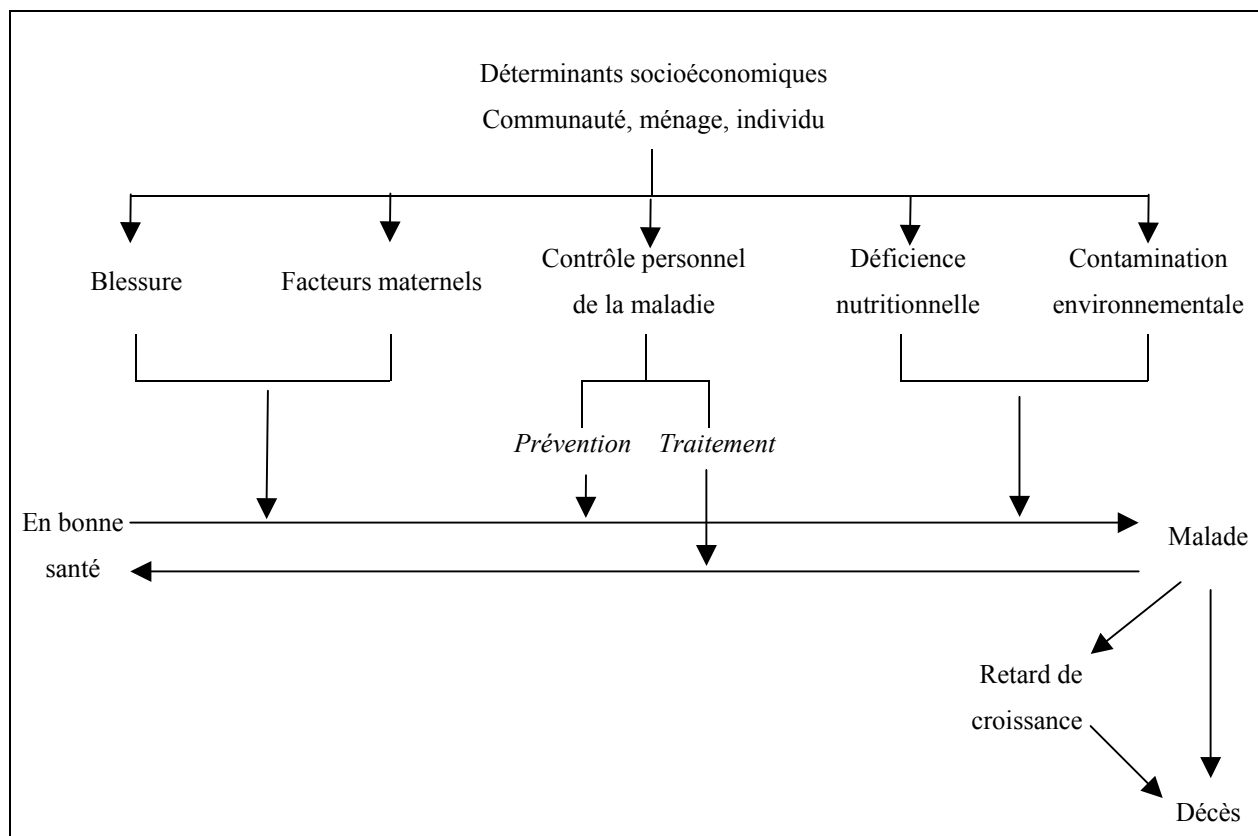 Déterminants socioéconomiques
Communauté, ménage, individu
Blessure
Facteurs maternels
Contrôle personnel
de la maladie
Déficience
nutritionnelle
Contamination
environnementale
Prévention
Traitement
En bonne
santé
Malade
Retard de
croissance
Décès